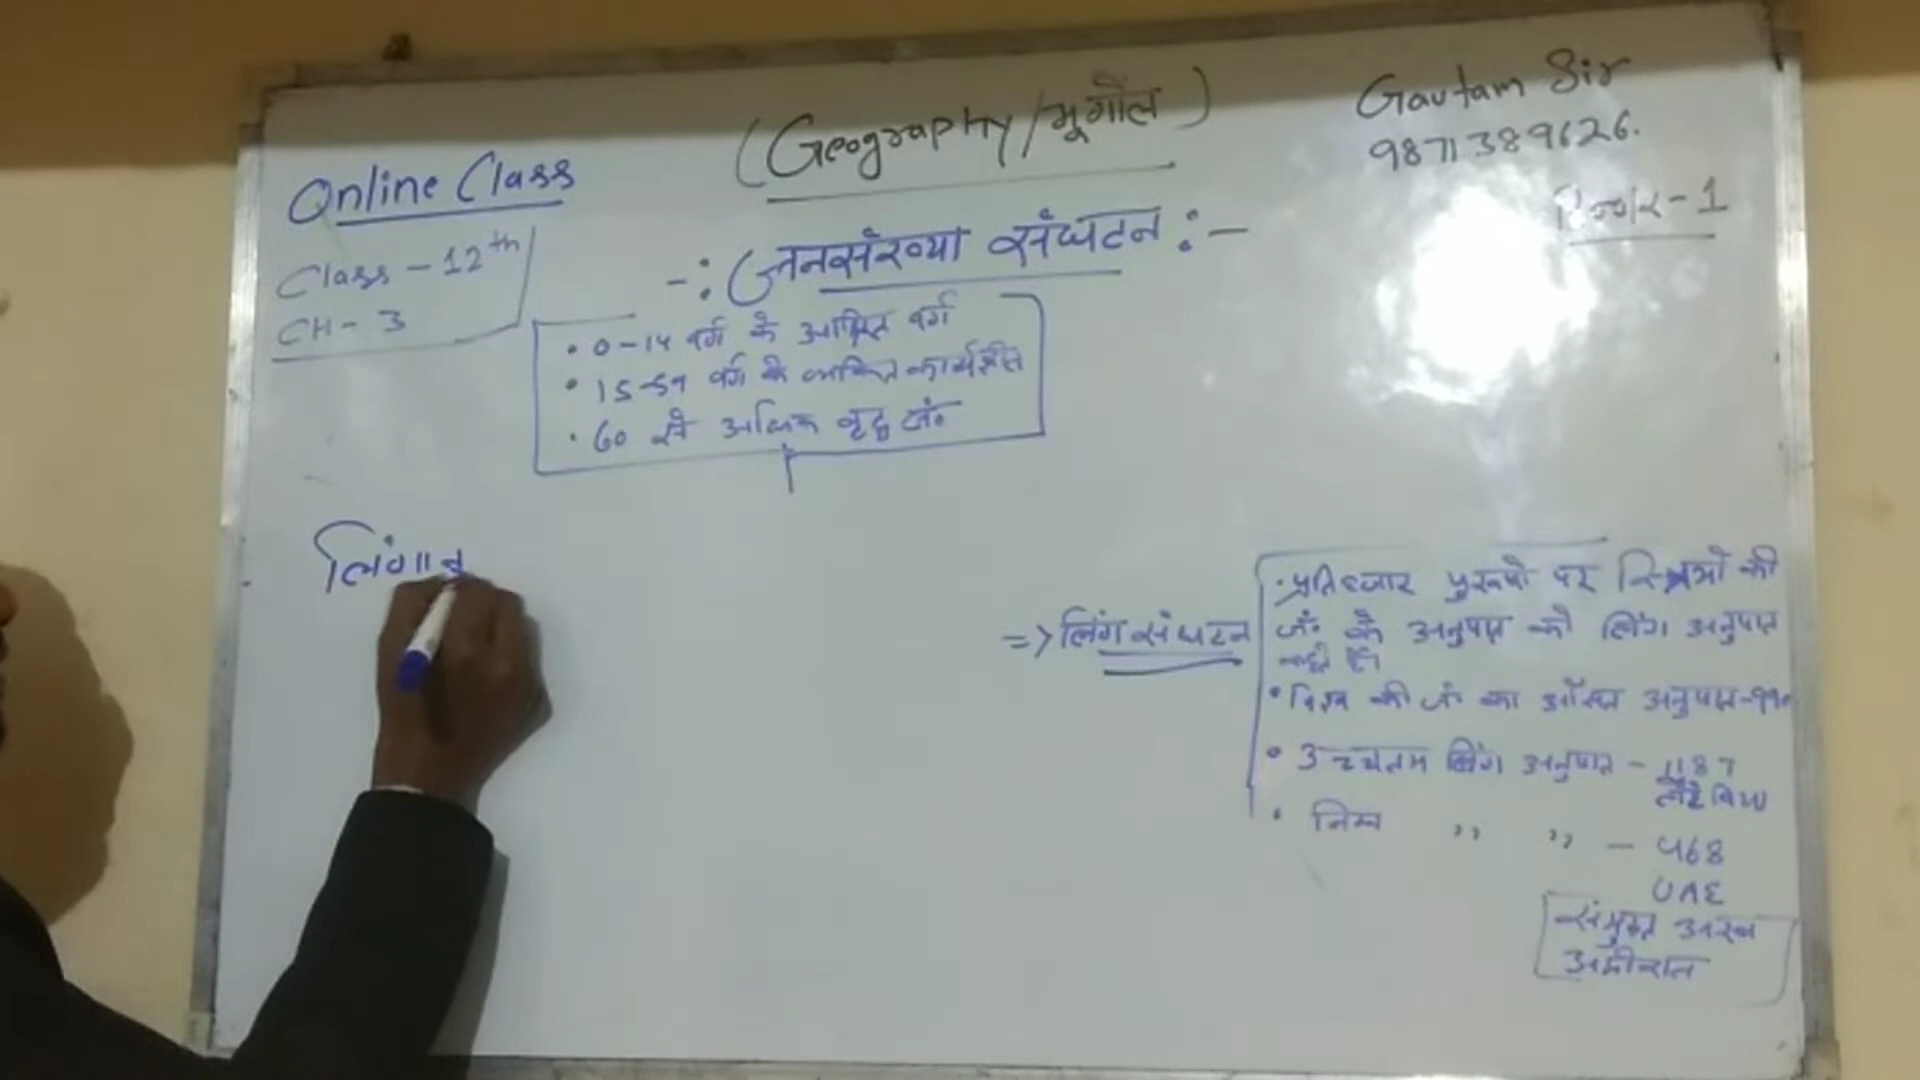 (Geography/भूगोल)
Gautam Sir
9871389626.
Online Class
Class - 12th
CH - 3
-: जनसंख्या संघटन :-
• 0-14 वर्ग के आश्रित वर्ग
• 15-59 वर्ग के व्यक्ति कार्यशील
• 60 से अधिक वृद्ध जं॰
लिंगानु
=> लिंग संघटन
• प्रति हजार पुरुषो पर स्त्रियों की
जं॰ के अनुपात को लिंग अनुपात
कहते हैं।
• विश्व की जं॰ का औसत अनुपात-990
• उच्चतम लिंग अनुपात - 1187
लैटविया
• निम्न ,, ,, - 468
UAE
संयुक्त अरब
अमीरात